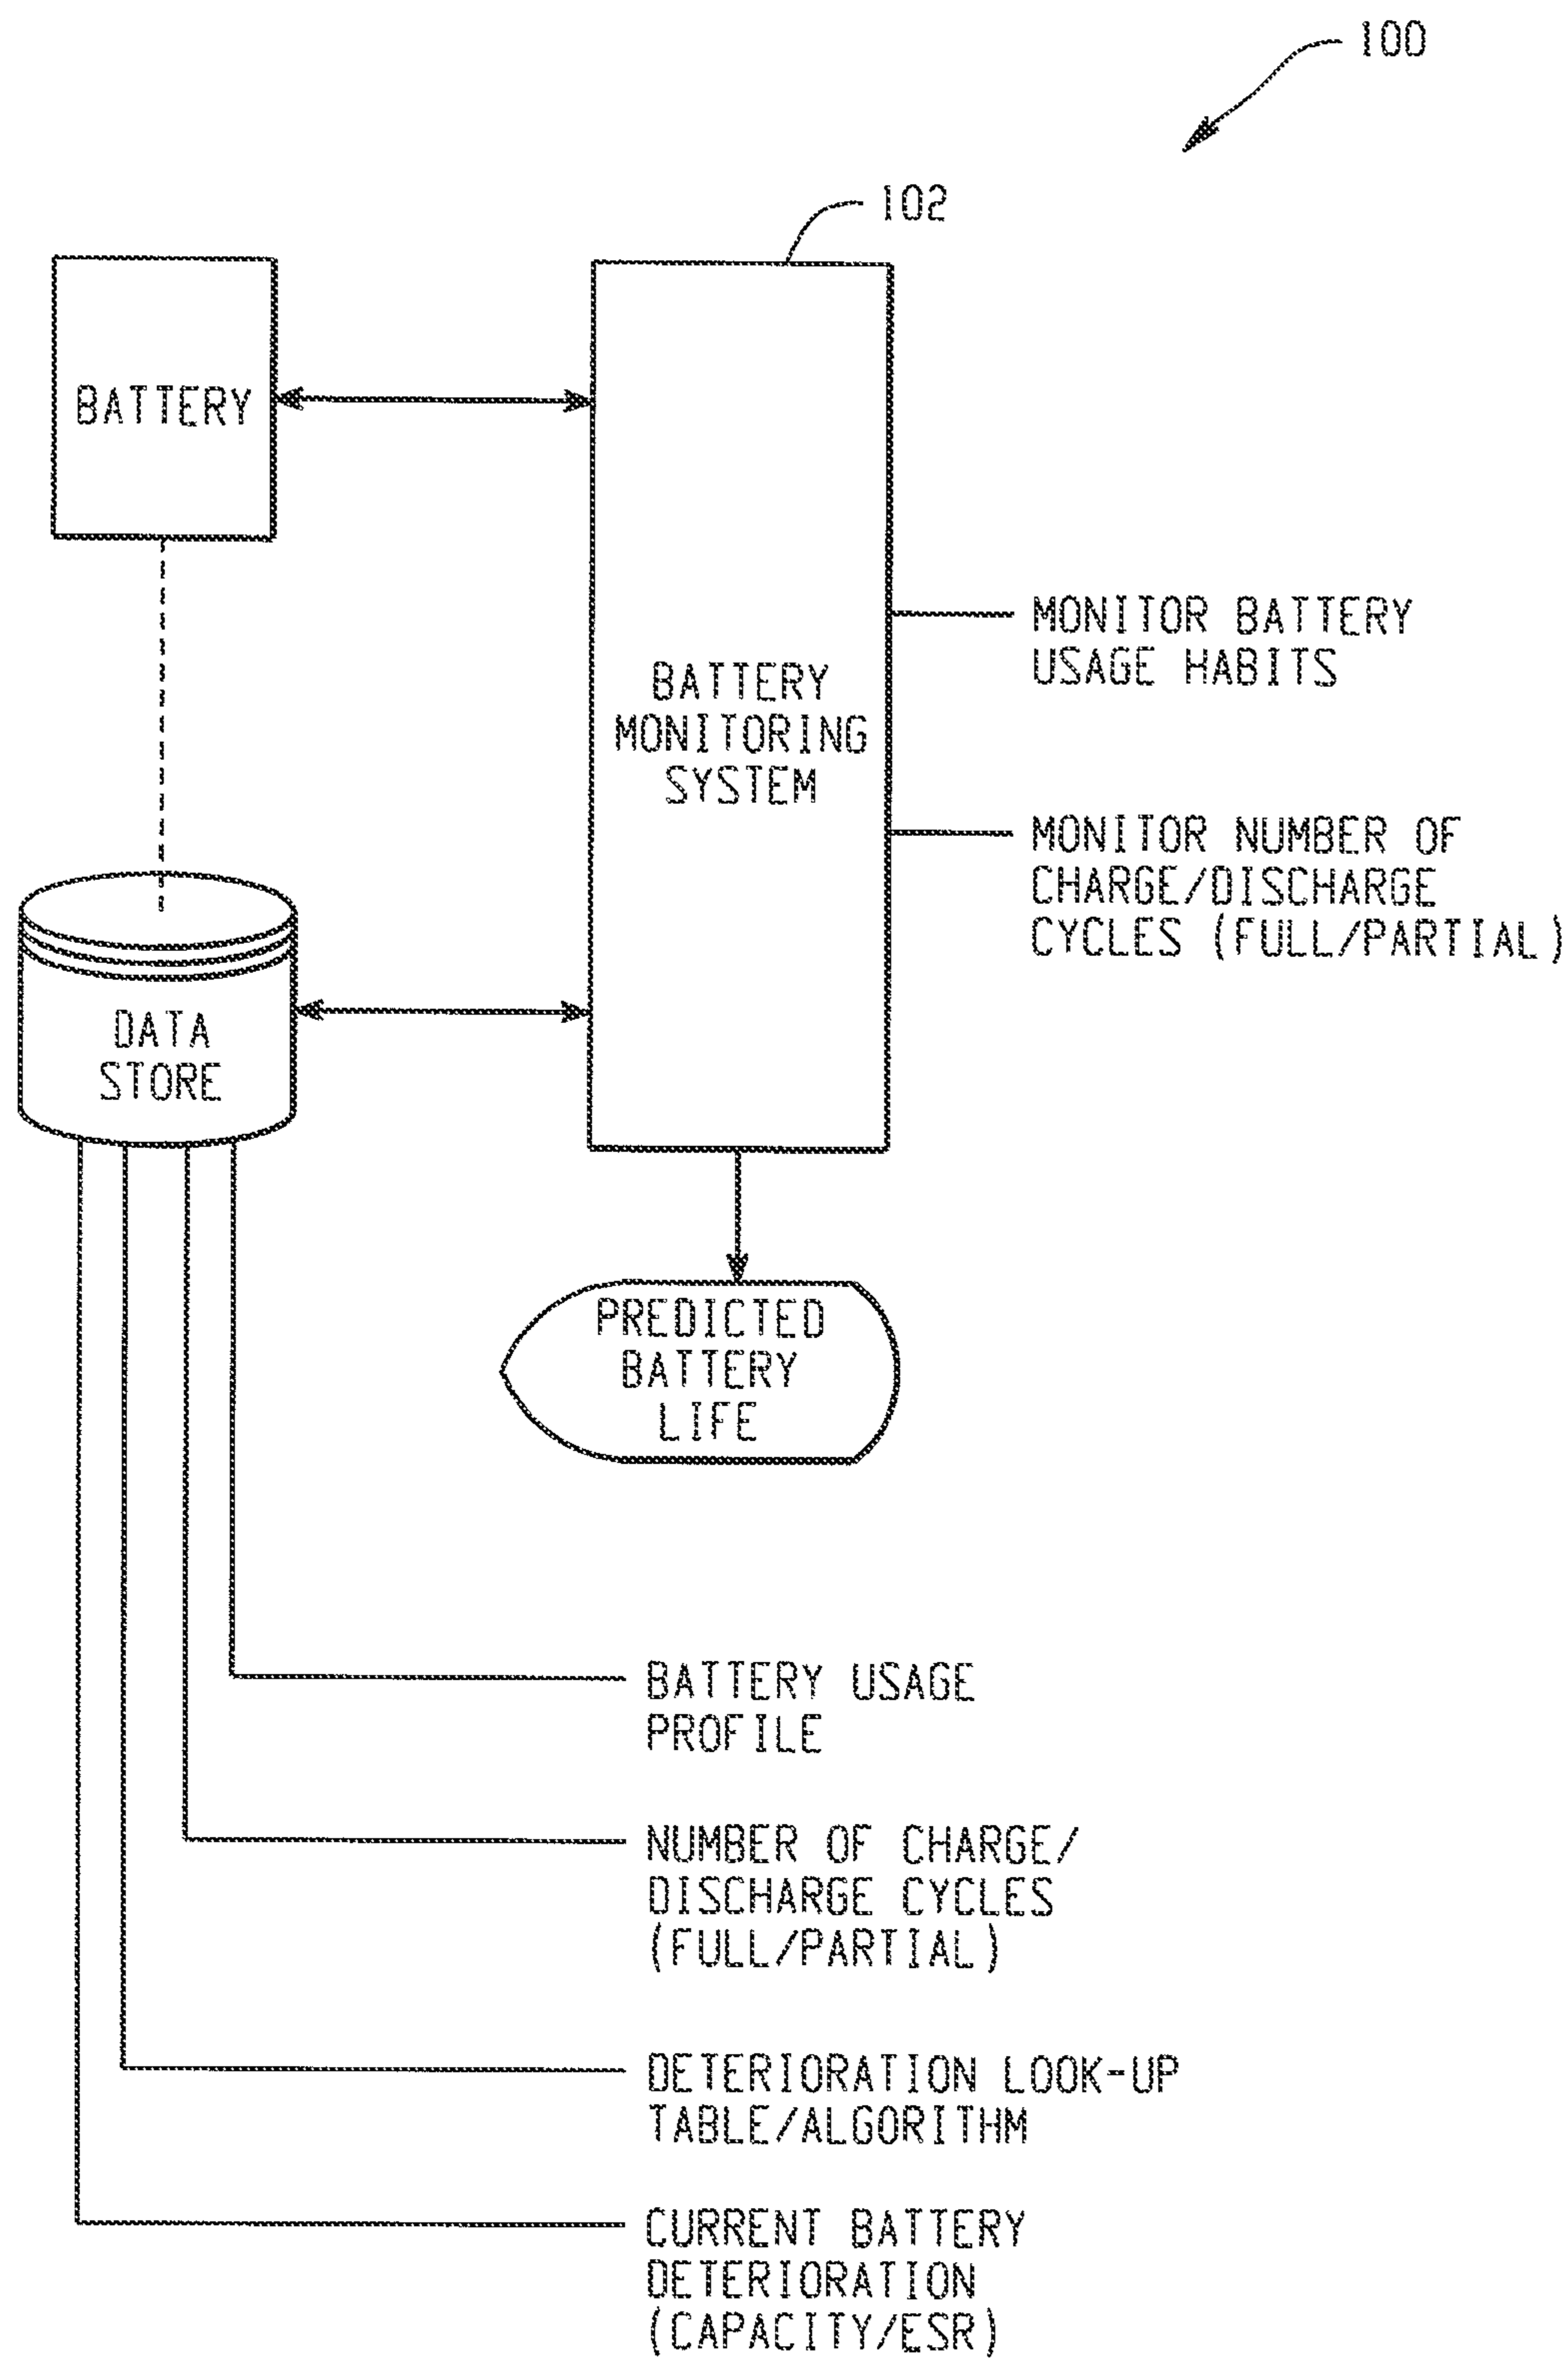 100
102
BATTERY
BATTERY
MONITORING
SYSTEM
MONITOR BATTERY
USAGE HABITS
MONITOR NUMBER OF
CHARGE/DISCHARGE
CYCLES (FULL/PARTIAL)
DATA
STORE
PREDICTED
BATTERY
LIFE
BATTERY USAGE
PROFILE
NUMBER OF CHARGE/
DISCHARGE CYCLES
(FULL/PARTIAL)
DETERIORATION LOOK-UP
TABLE/ALGORITHM
CURRENT BATTERY
DETERIORATION
(CAPACITY/ESR)